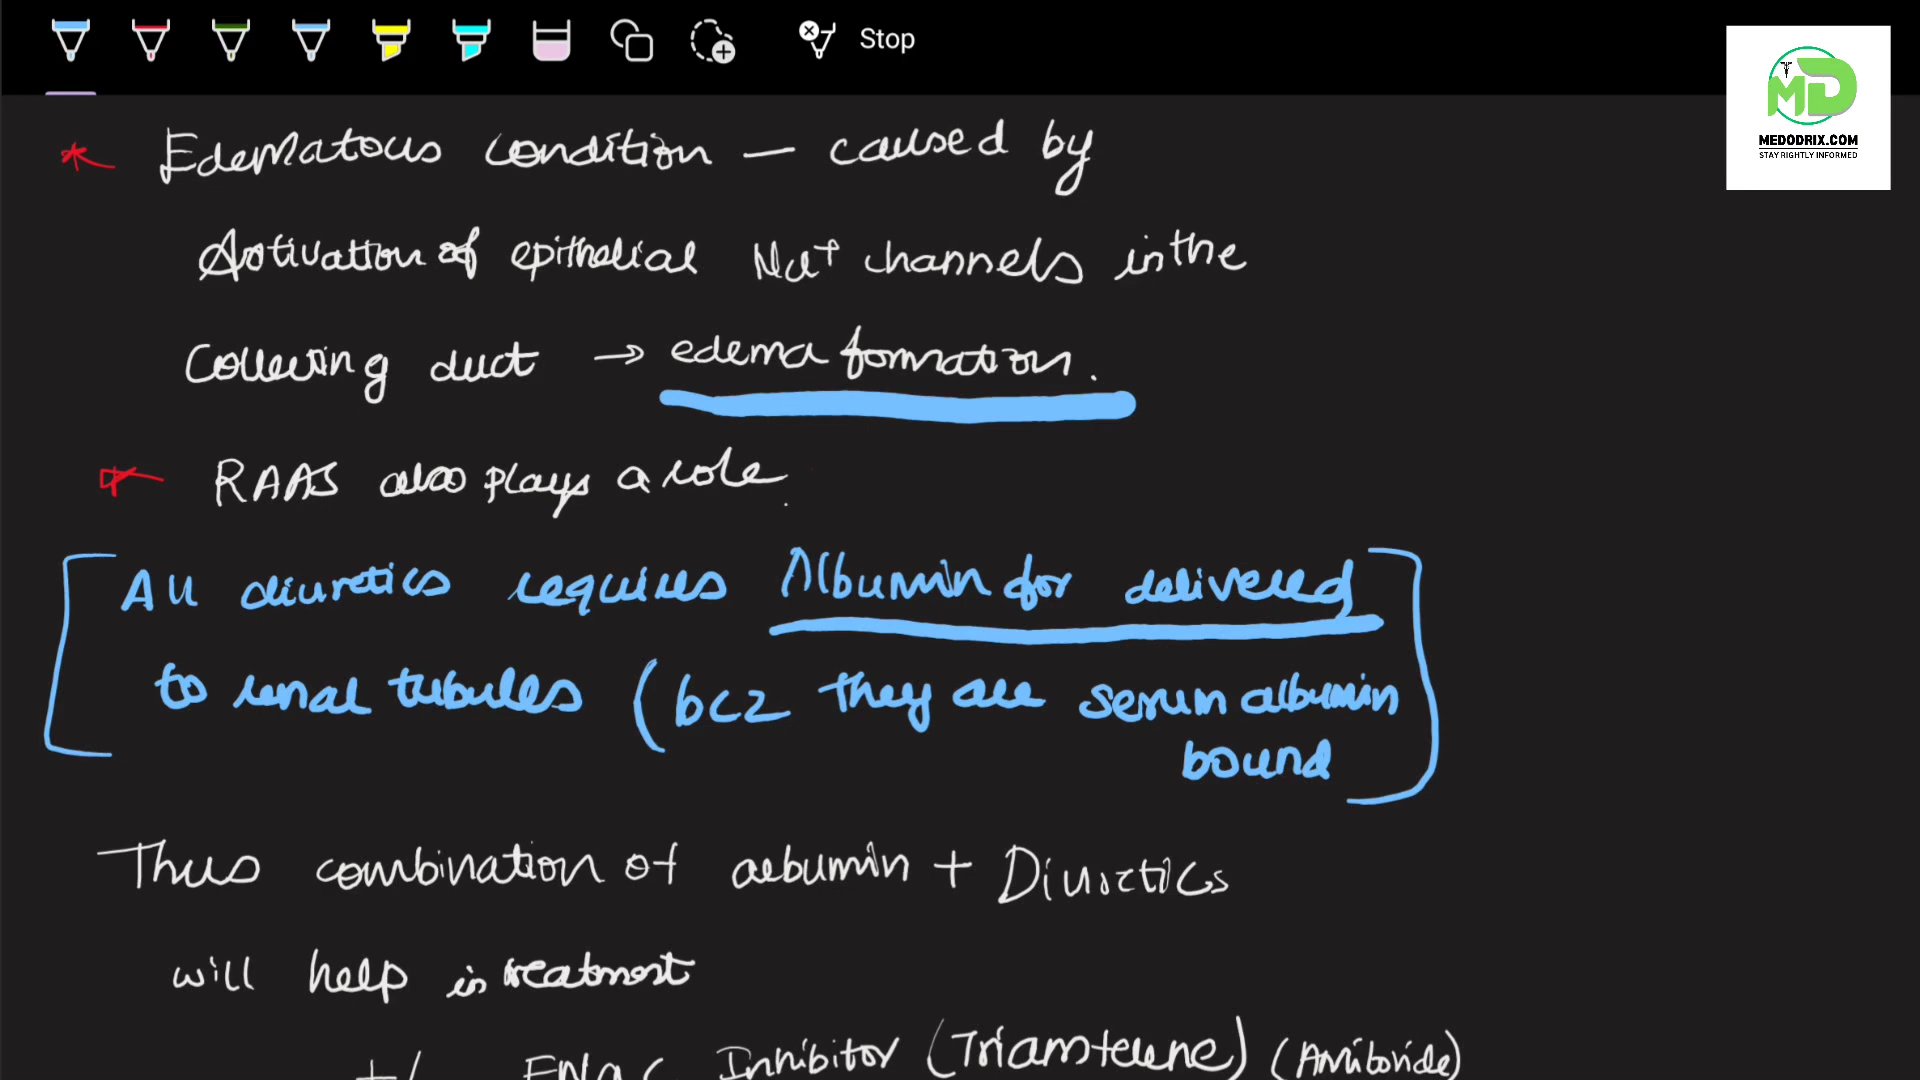 Stop
MD
MEDODRIX.COM
STAY RIGHTLY INFORMED
* Edematous condition — caused by
Activation of epithelial Na+ channels in the
Collecting duct → edema formation.
* RAAS also plays a role.
All diuretics requires Albumin for delivered
to renal tubules (bcz they are serum albumin
bound
Thus combination of albumin + Diuretics
will help in treatment
+/ ENaC Inhibitor (Triamterene) (Amiloride)